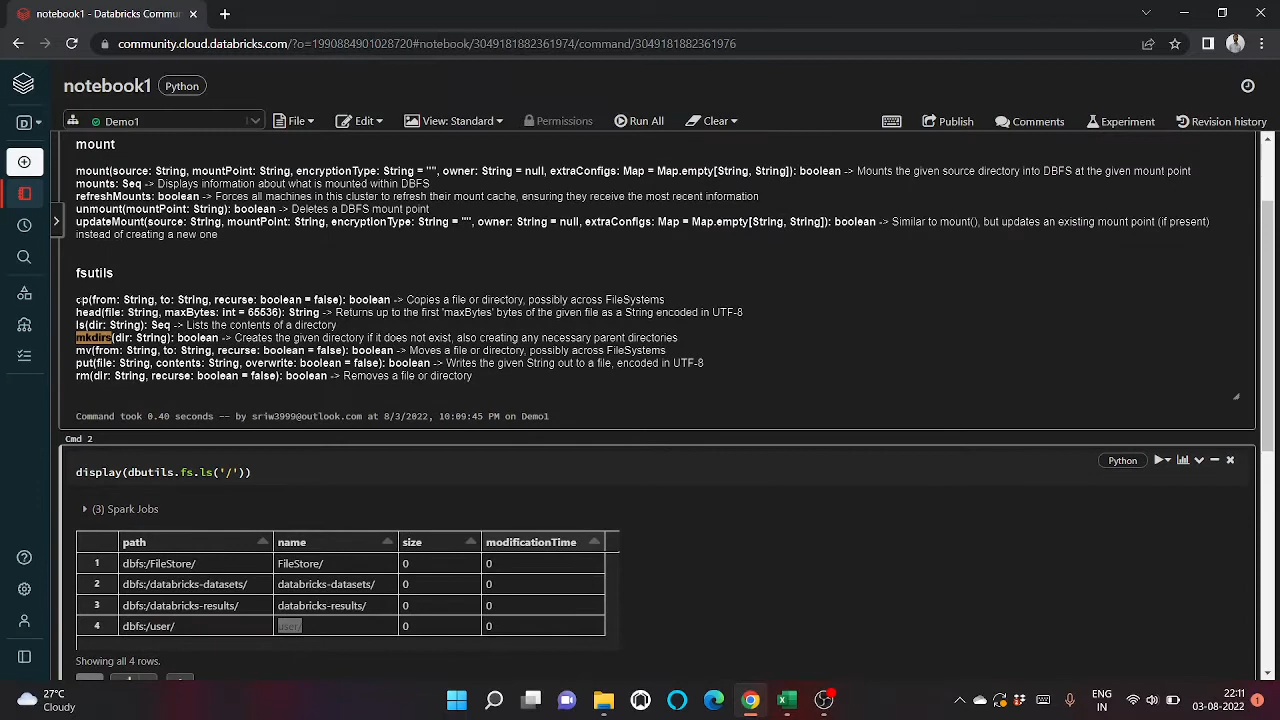 notebook1 - Databricks Commu
community.cloud.databricks.com/?o=1990884901028720#notebook/3049181882361974/command/3049181882361976
notebook1 Python
Demo1 1 File Edit View: Standard Permissions Run All Clear Publish Comments Experiment Revision history
D
mount
mount(source: String, mountPoint: String, encryptionType: String = "", owner: String = null, extraConfigs: Map = Map.empty[String, String]): boolean -> Mounts the given source directory into DBFS at the given mount point
mounts: Seq -> Displays information about what is mounted within DBFS
refreshMounts: boolean -> Forces all machines in this cluster to refresh their mount cache, ensuring they receive the most recent information
unmount(mountPoint: String): boolean -> Deletes a DBFS mount point
updateMount(source: String, mountPoint: String, encryptionType: String = "", owner: String = null, extraConfigs: Map = Map.empty[String, String]): boolean -> Similar to mount(), but updates an existing mount point (if present)
instead of creating a new one
fsutils
cp(from: String, to: String, recurse: boolean = false): boolean -> Copies a file or directory, possibly across FileSystems
head(file: String, maxBytes: int = 65536): String -> Returns up to the first 'maxBytes' bytes of the given file as a String encoded in UTF-8
ls(dir: String): Seq -> Lists the contents of a directory
mkdirs(dir: String): boolean -> Creates the given directory if it does not exist, also creating any necessary parent directories
mv(from: String, to: String, recurse: boolean = false): boolean -> Moves a file or directory, possibly across FileSystems
put(file: String, contents: String, overwrite: boolean = false): boolean -> Writes the given String out to a file, encoded in UTF-8
rm(dir: String, recurse: boolean = false): boolean -> Removes a file or directory
Command took 0.40 seconds -- by sriw3999@outlook.com at 8/3/2022, 10:09:45 PM on Demo1
Cmd 2
Python
display(dbutils.fs.ls('/'))
(3) Spark Jobs
path name size modificationTime
1 dbfs:/FileStore/ FileStore/ 0 0
2 dbfs:/databricks-datasets/ databricks-datasets/ 0 0
3 dbfs:/databricks-results/ databricks-results/ 0 0
4 dbfs:/user/ user/ 0 0
Showing all 4 rows.
27°C
Cloudy
ENG
IN
22:11
03-08-2022
1